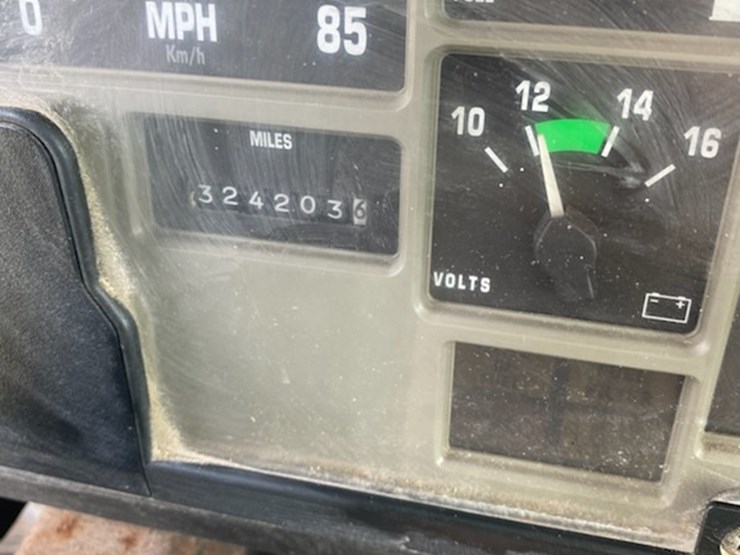 0 MPH 85
Km/h
MILES
3242036
10 12 14 16
VOLTS
- +